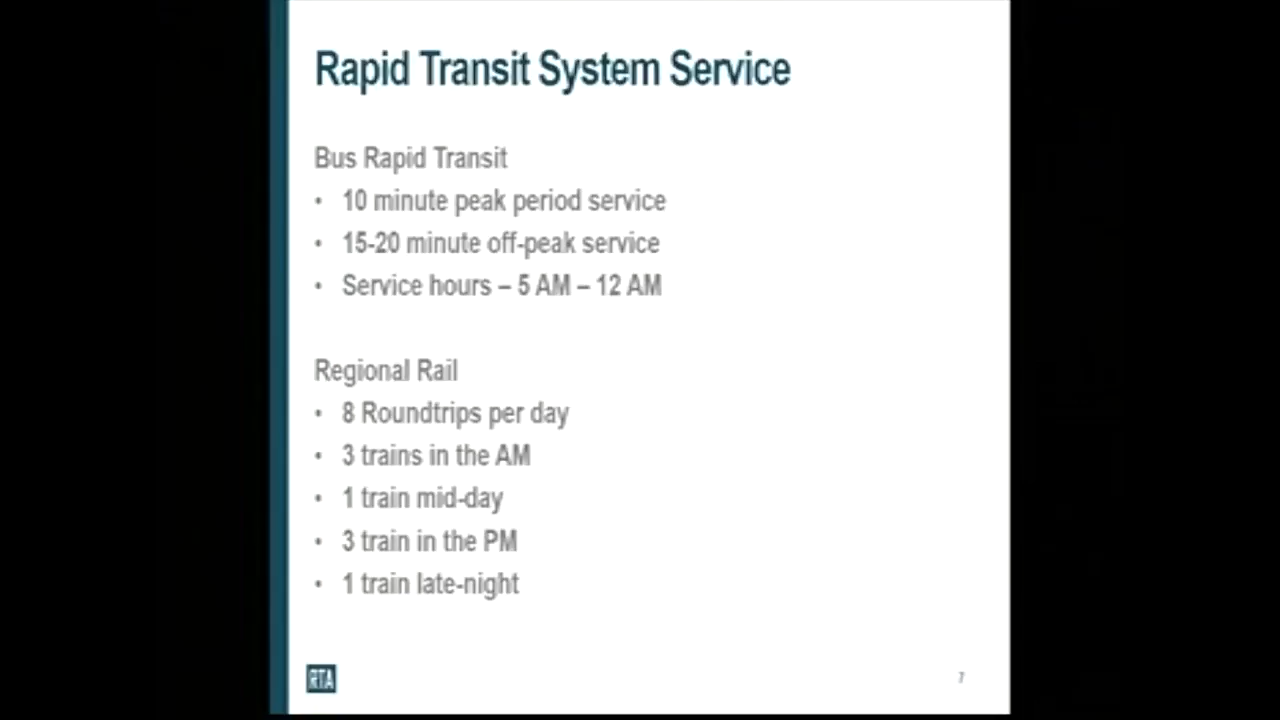 Rapid Transit System Service
Bus Rapid Transit
• 10 minute peak period service
• 15-20 minute off-peak service
• Service hours – 5 AM – 12 AM
Regional Rail
• 8 Roundtrips per day
• 3 trains in the AM
• 1 train mid-day
• 3 train in the PM
• 1 train late-night
RTA
7